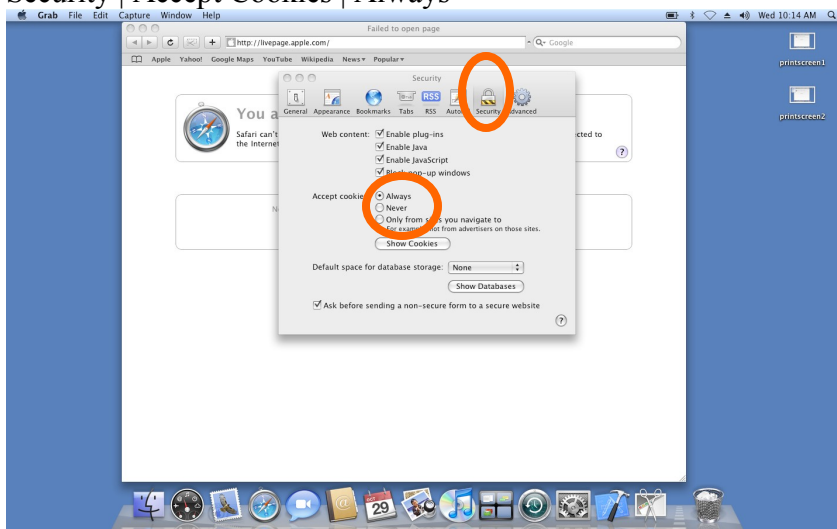 Security | Accept Cookies | Always
Grab File Edit Capture Window Help
Wed 10:14 AM
Failed to open page
http://livepage.apple.com/
Google
Apple Yahoo! Google Maps YouTube Wikipedia News Popular
printscreen1
printscreen2
Security
General Appearance Bookmarks Tabs RSS Security
RSS
You a
Safari can't
the Internet
cted to
?
Web content: Enable plug-ins
Enable Java
Enable JavaScript
Block pop-up windows
Accept cookie Always
Never
Only from you navigate to
For example not from advertisers on those sites.
Show Cookies
Default space for database storage: None
Show Databases
Ask before sending a non-secure form to a secure website
?
OCT
29